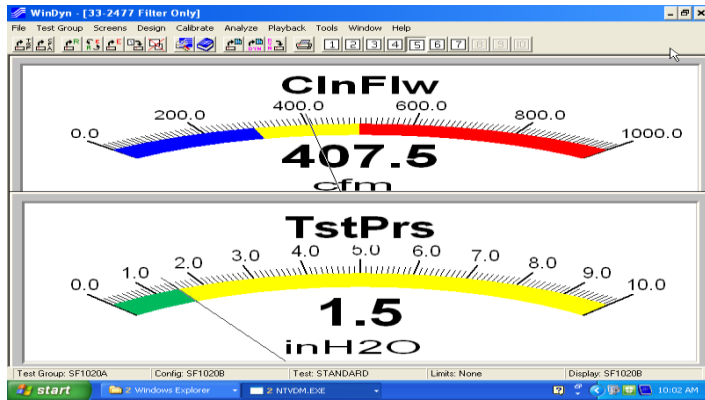 WinDyn - [33-2477 Filter Only]
File Test Group Screens Design Calibrate Analyze Playback Tools Window Help
1 2 3 4 5 6 7 8 9 10
ClnFlw
0.0 200.0 400.0 600.0 800.0 1000.0
407.5
cfm
TstPrs
0.0 1.0 2.0 3.0 4.0 5.0 6.0 7.0 8.0 9.0 10.0
1.5
inH2O
Test Group: SF1020A Config: SF1020B Test: STANDARD Limits: None Display: SF1020B
start 2 Windows Explorer 2 NTVDM.EXE 10:02 AM